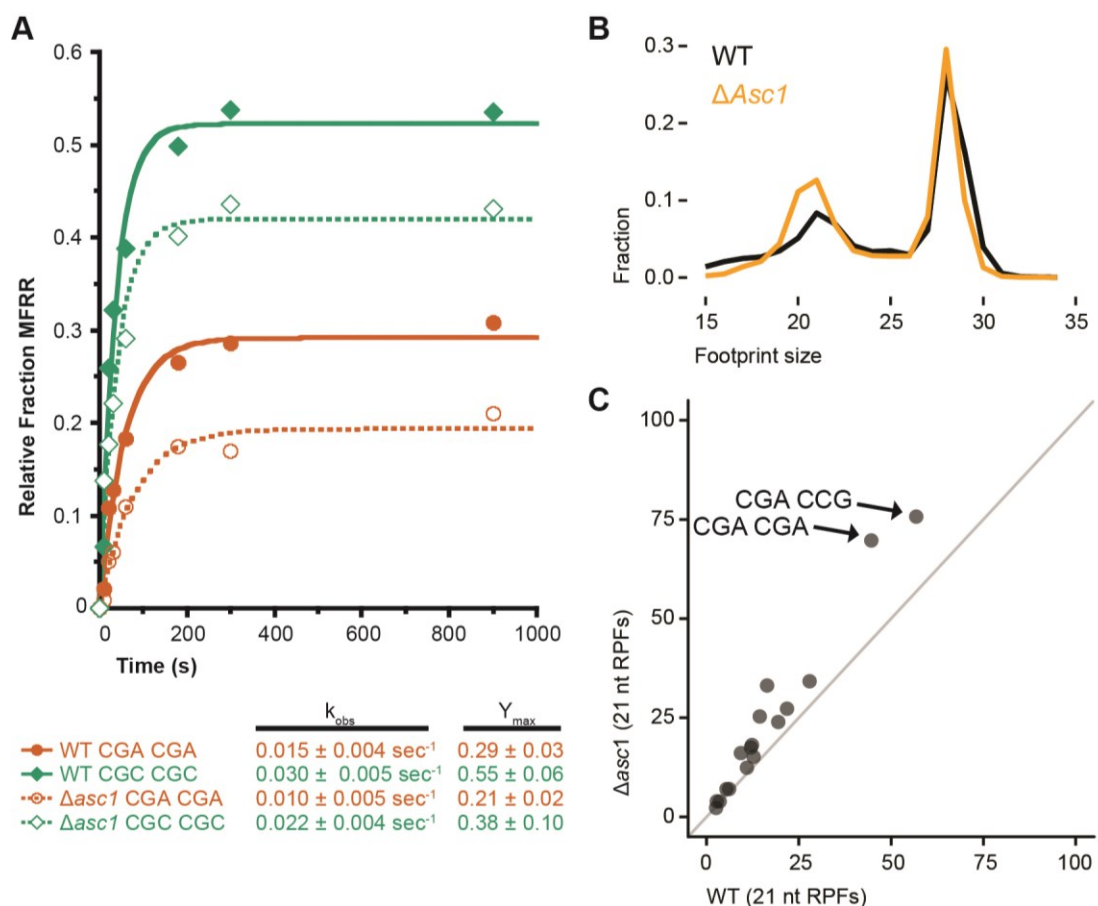 A
0.6
0.5
0.4
0.3
0.2
0.1
0
Relative Fraction MFRR
0 200 400 600 800 1000
Time (s)
k_obs Y_max
WT CGA CGA 0.015 ± 0.004 sec⁻¹ 0.29 ± 0.03
WT CGC CGC 0.030 ± 0.005 sec⁻¹ 0.55 ± 0.06
Δasc1 CGA CGA 0.010 ± 0.005 sec⁻¹ 0.21 ± 0.02
Δasc1 CGC CGC 0.022 ± 0.004 sec⁻¹ 0.38 ± 0.10
B
WT
ΔAsc1
0.3
0.2
0.1
0.0
Fraction
15 20 25 30 35
Footprint size
C
100
75
50
25
0
Δasc1 (21 nt RPFs)
CGA CCG
CGA CGA
0 25 50 75 100
WT (21 nt RPFs)